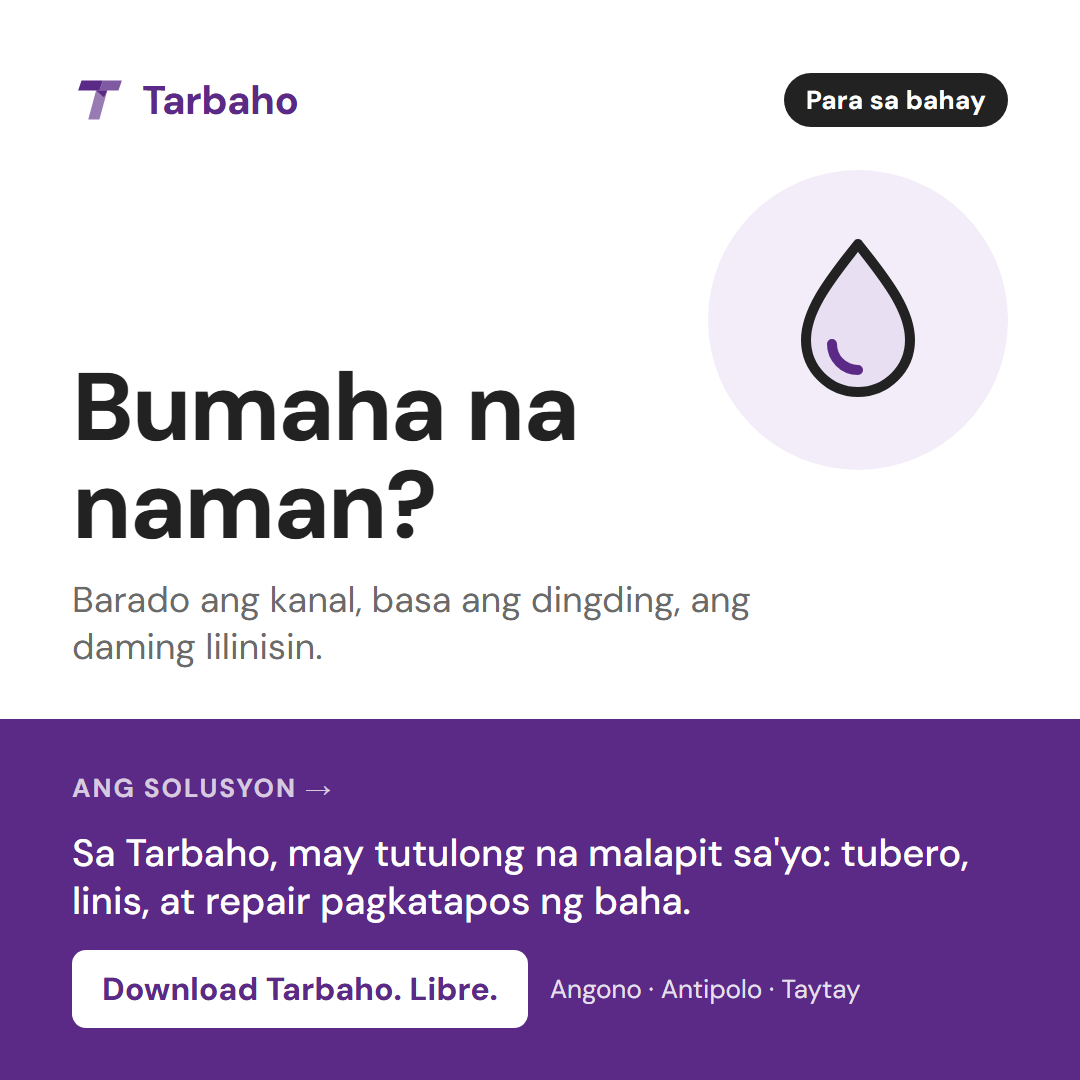 Tarbaho
Para sa bahay
Bumaha na
naman?
Barado ang kanal, basa ang dingding, ang
daming lilinisin.
ANG SOLUSYON →
Sa Tarbaho, may tutulong na malapit sa'yo: tubero,
linis, at repair pagkatapos ng baha.
Download Tarbaho. Libre.
Angono · Antipolo · Taytay